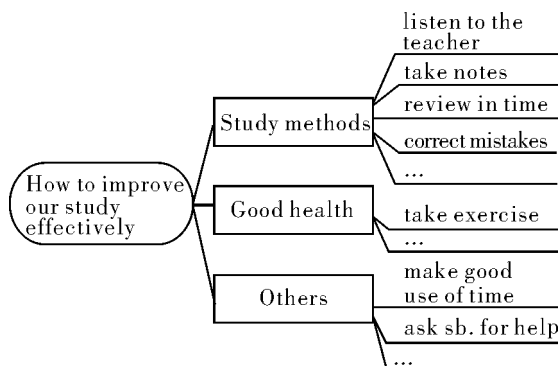 How to improve
our study
effectively
Study methods
listen to the
teacher
take notes
review in time
correct mistakes
...
Good health
take exercise
...
Others
make good
use of time
ask sb. for help
...